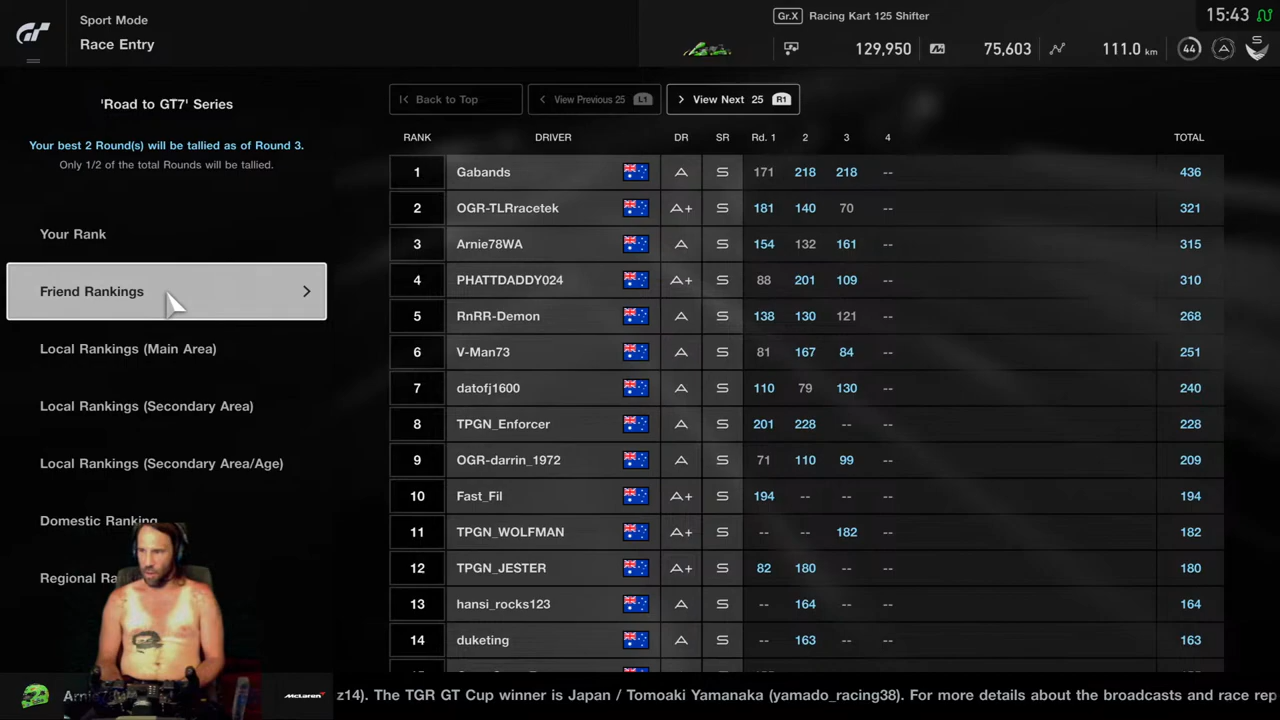 Sport Mode
Race Entry
Gr.X Racing Kart 125 Shifter
15:43
129,950
75,603
111.0 km
44 A S
'Road to GT7' Series
Your best 2 Round(s) will be tallied as of Round 3.
Only 1/2 of the total Rounds will be tallied.
Your Rank
Friend Rankings
Local Rankings (Main Area)
Local Rankings (Secondary Area)
Local Rankings (Secondary Area/Age)
Domestic Ranking
Regional Ra
Back to Top View Previous 25 L1 View Next 25 R1
RANK DRIVER DR SR Rd. 1 2 3 4 TOTAL
1 Gabands A S 171 218 218 -- 436
2 OGR-TLRracetek A+ S 181 140 70 -- 321
3 Arnie78WA A S 154 132 161 -- 315
4 PHATTDADDY024 A+ S 88 201 109 -- 310
5 RnRR-Demon A S 138 130 121 -- 268
6 V-Man73 A S 81 167 84 -- 251
7 datofj1600 A S 110 79 130 -- 240
8 TPGN_Enforcer A S 201 228 -- -- 228
9 OGR-darrin_1972 A S 71 110 99 -- 209
10 Fast_Fil A+ S 194 -- -- -- 194
11 TPGN_WOLFMAN A+ S -- -- 182 -- 182
12 TPGN_JESTER A+ S 82 180 -- -- 180
13 hansi_rocks123 A S -- 164 -- -- 164
14 duketing A S -- 163 -- -- 163
McLaren
z14). The TGR GT Cup winner is Japan / Tomoaki Yamanaka (yamado_racing38). For more details about the broadcasts and race rep